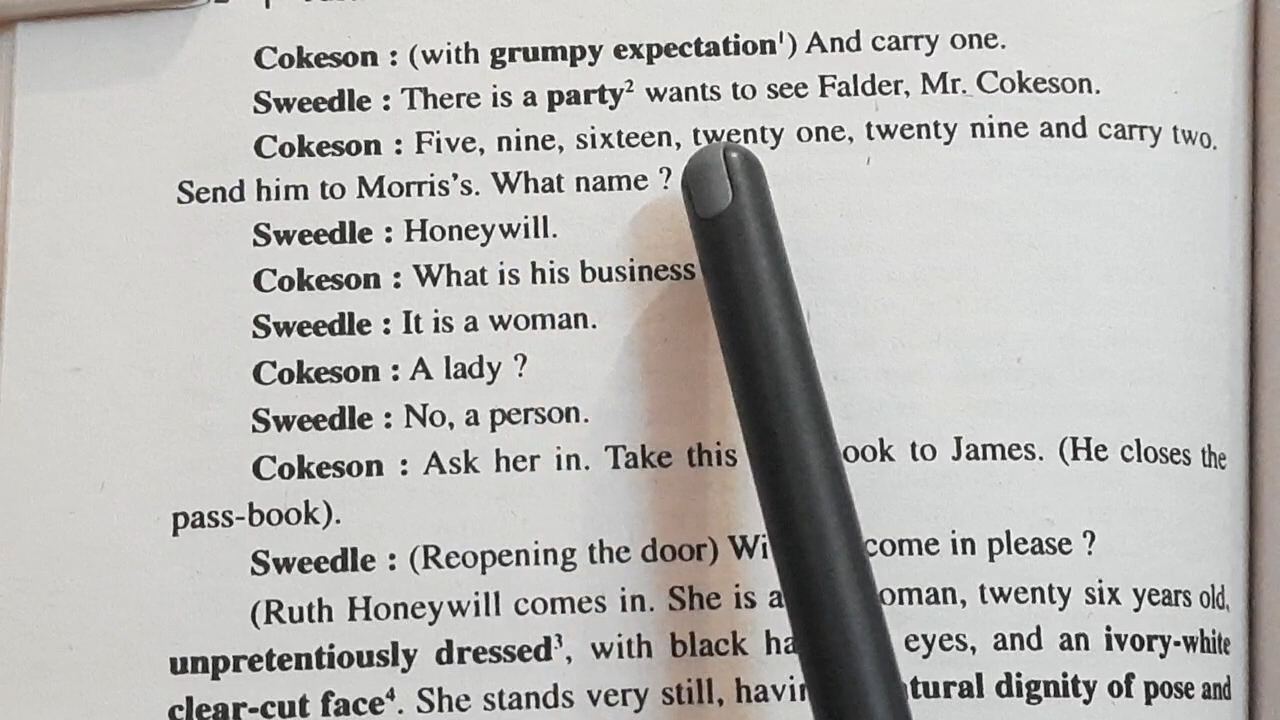 Cokeson : (with grumpy expectation¹) And carry one.
Sweedle : There is a party² wants to see Falder, Mr. Cokeson.
Cokeson : Five, nine, sixteen, twenty one, twenty nine and carry two.
Send him to Morris's. What name ?
Sweedle : Honeywill.
Cokeson : What is his business
Sweedle : It is a woman.
Cokeson : A lady ?
Sweedle : No, a person.
Cokeson : Ask her in. Take this ook to James. (He closes the
pass-book).
Sweedle : (Reopening the door) Wi come in please ?
(Ruth Honeywill comes in. She is a oman, twenty six years old,
unpretentiously dressed³, with black ha eyes, and an ivory-white
clear-cut face⁴. She stands very still, havin tural dignity of pose and